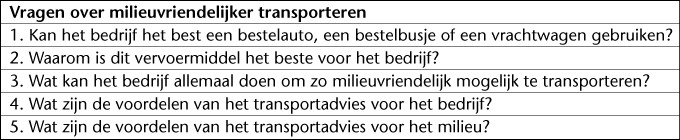 Vragen over milieuvriendelijker transporteren
1. Kan het bedrijf het best een bestelauto, een bestelbusje of een vrachtwagen gebruiken?
2. Waarom is dit vervoermiddel het beste voor het bedrijf?
3. Wat kan het bedrijf allemaal doen om zo milieuvriendelijk mogelijk te transporteren?
4. Wat zijn de voordelen van het transportadvies voor het bedrijf?
5. Wat zijn de voordelen van het transportadvies voor het milieu?